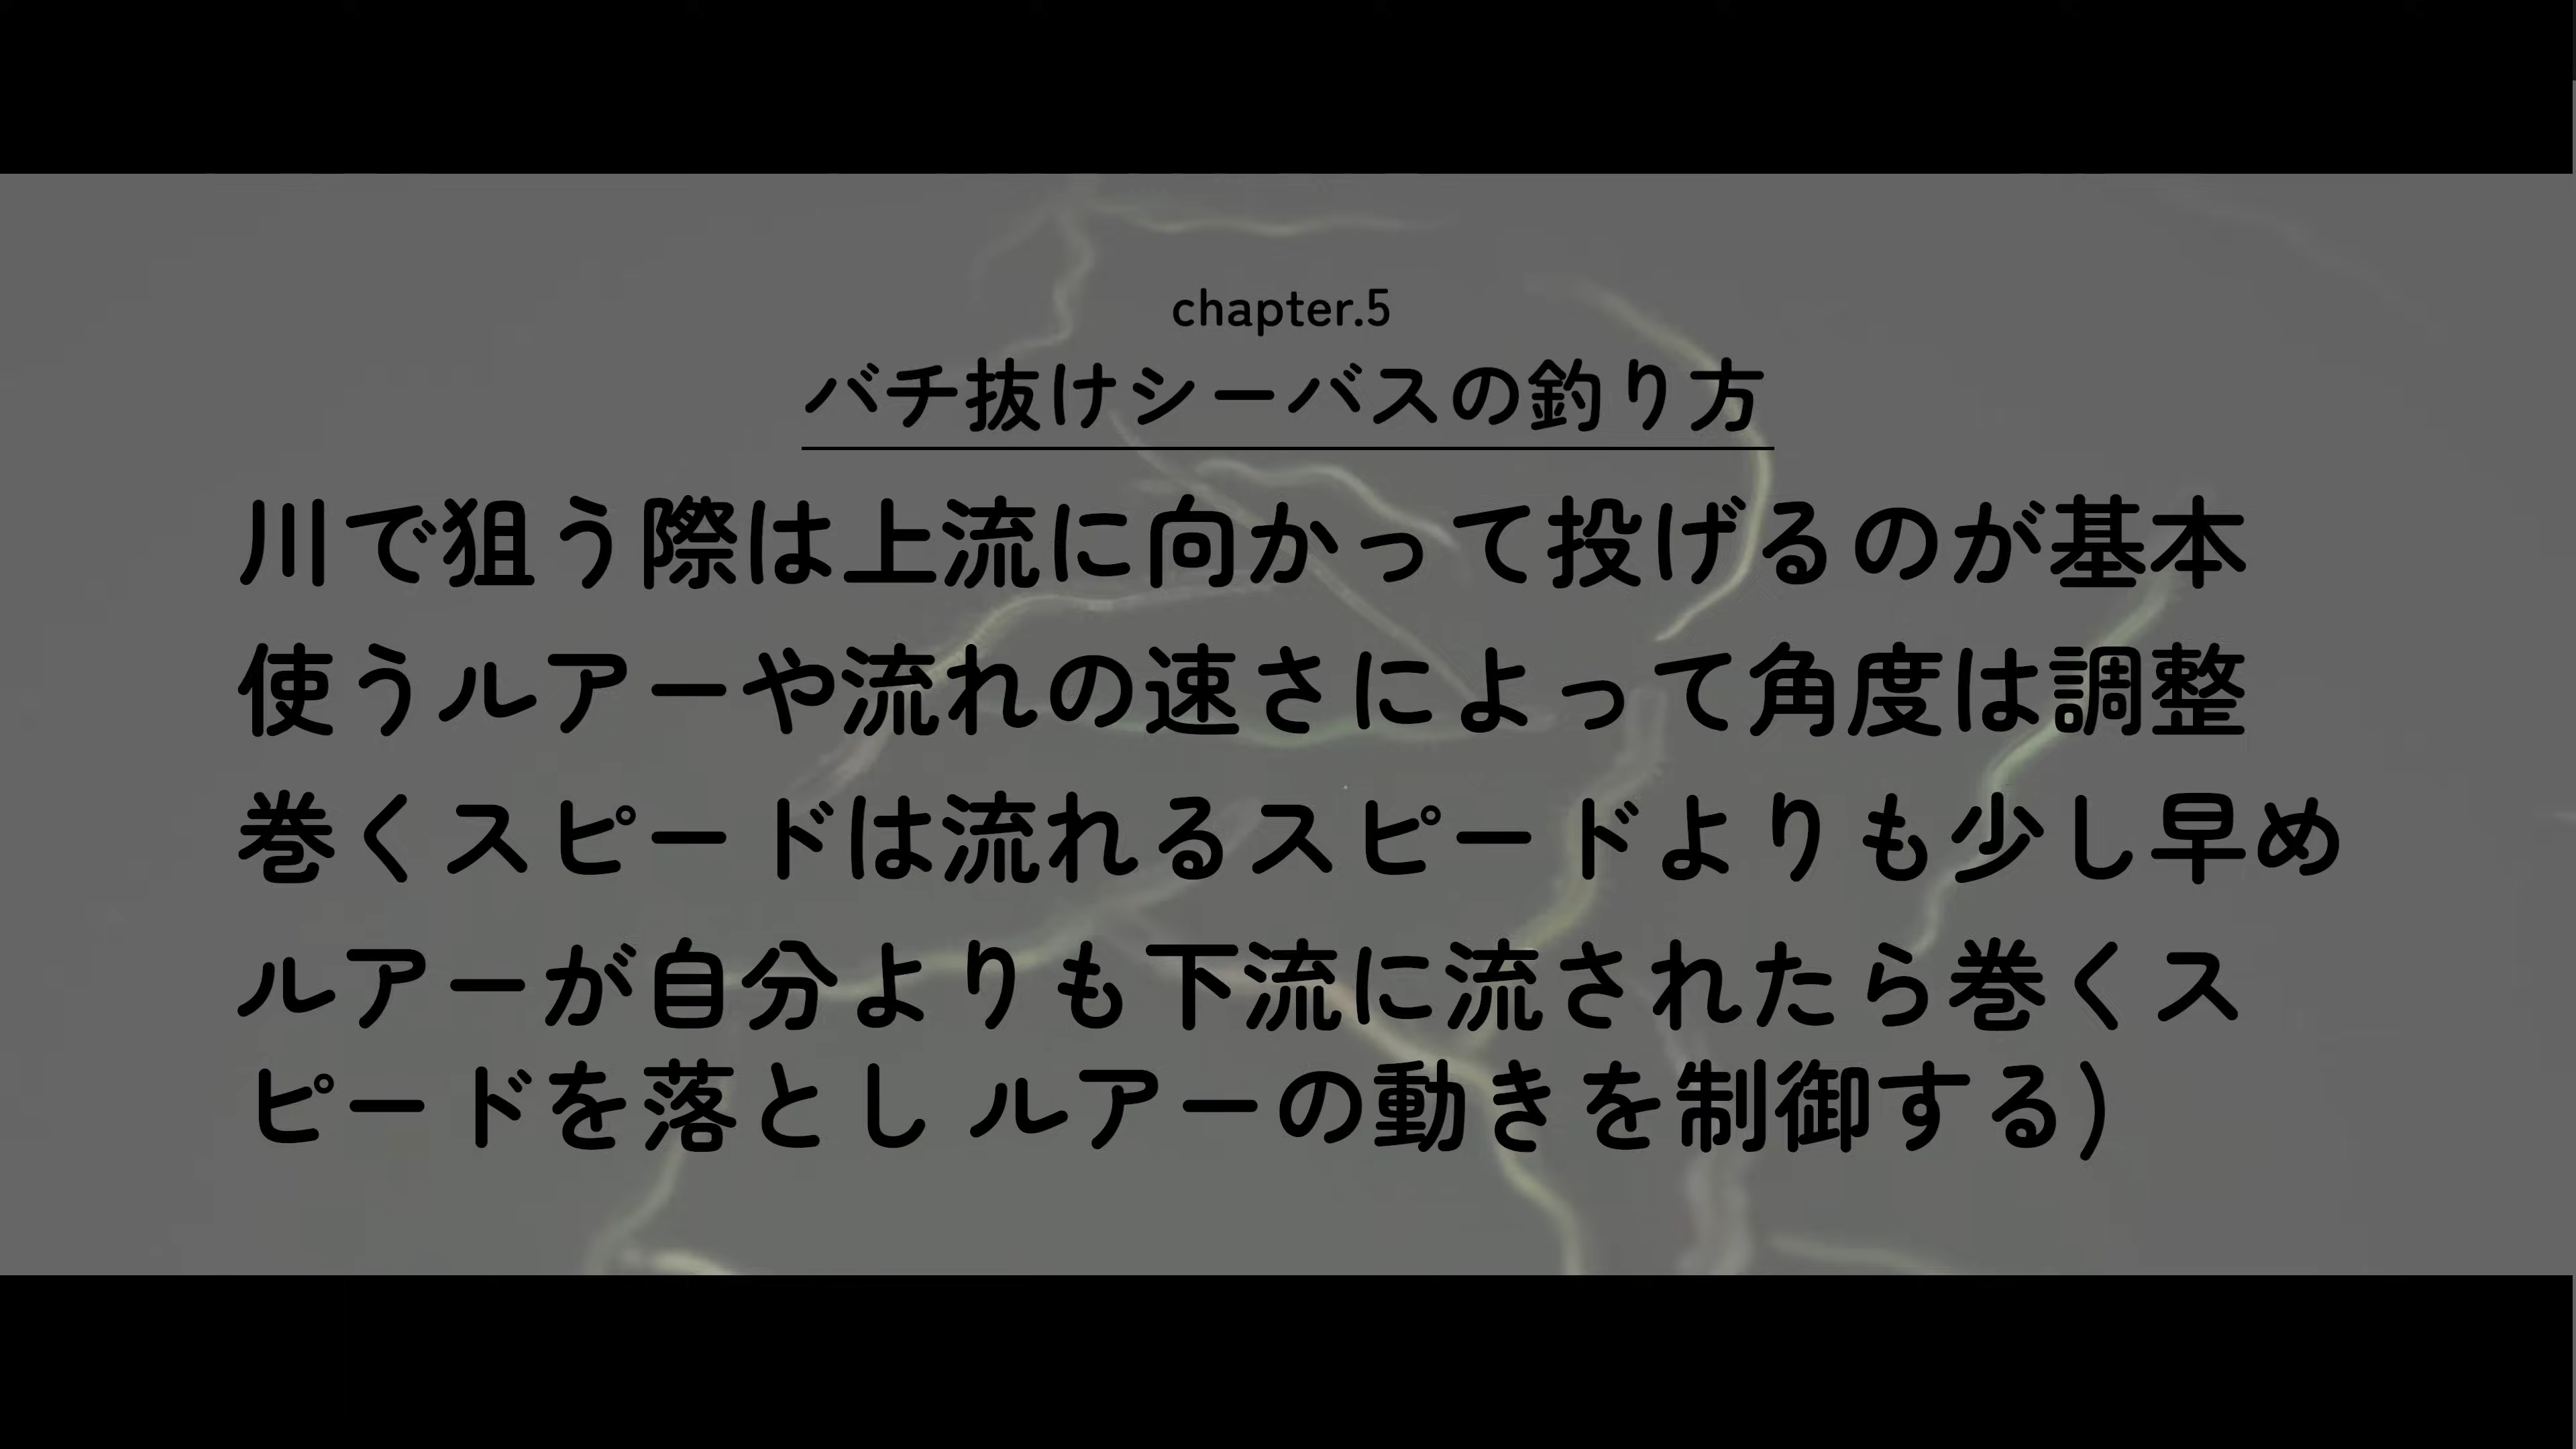 chapter.5
バチ抜けシーバスの釣り方
川で狙う際は上流に向かって投げるのが基本
使うルアーや流れの速さによって角度は調整
巻くスピードは流れるスピードよりも少し早め
ルアーが自分よりも下流に流されたら巻くス
ピードを落としルアーの動きを制御する)